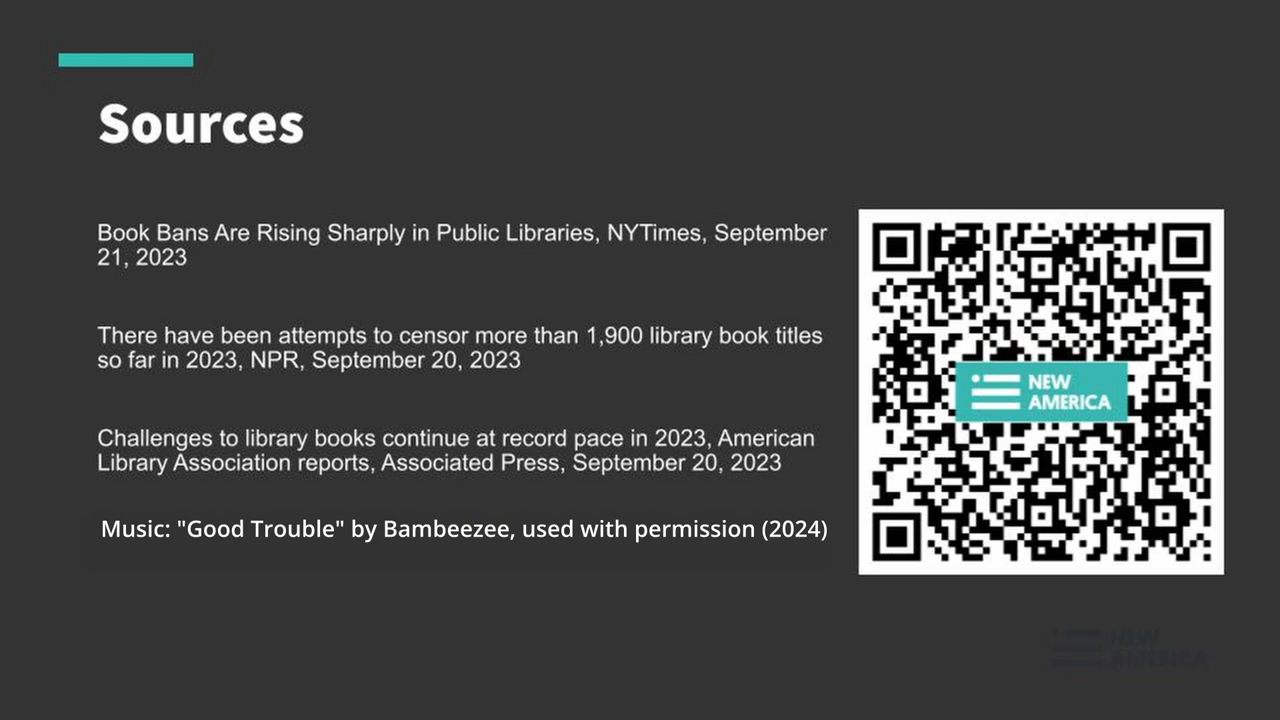 Sources
Book Bans Are Rising Sharply in Public Libraries, NYTimes, September
21, 2023
There have been attempts to censor more than 1,900 library book titles
so far in 2023, NPR, September 20, 2023
Challenges to library books continue at record pace in 2023, American
Library Association reports, Associated Press, September 20, 2023
Music: "Good Trouble" by Bambeezee, used with permission (2024)
NEW
AMERICA
NEW
AMERICA